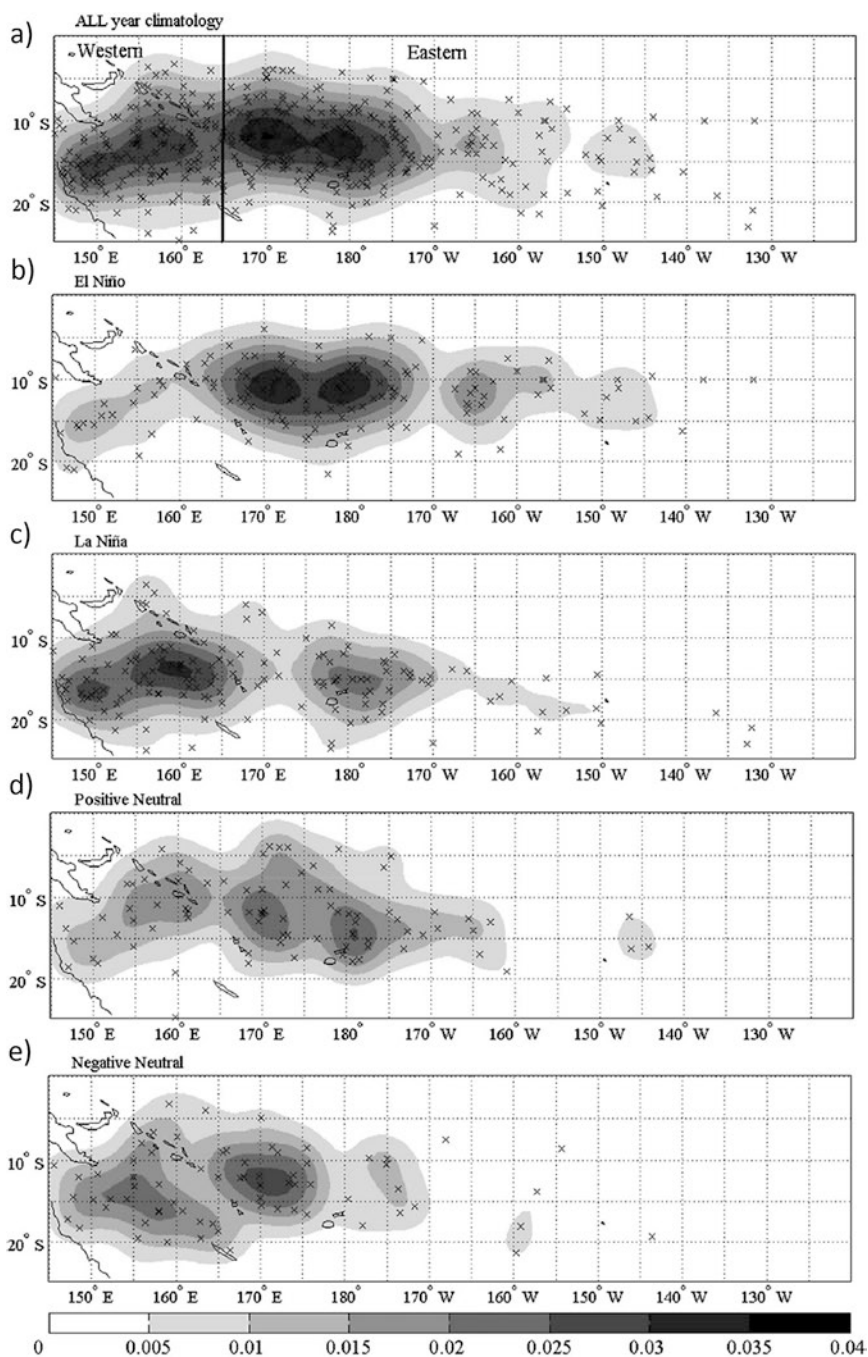 ALL year climatology
a)
Western
Eastern
10° S
20° S
150° E 160° E 170° E 180° 170° W 160° W 150° W 140° W 130° W
b)
El Niño
10° S
20° S
150° E 160° E 170° E 180° 170° W 160° W 150° W 140° W 130° W
c)
La Niña
10° S
20° S
150° E 160° E 170° E 180° 170° W 160° W 150° W 140° W 130° W
d)
Positive Neutral
10° S
20° S
150° E 160° E 170° E 180° 170° W 160° W 150° W 140° W 130° W
e)
Negative Neutral
10° S
20° S
150° E 160° E 170° E 180° 170° W 160° W 150° W 140° W 130° W
0 0.005 0.01 0.015 0.02 0.025 0.03 0.035 0.04